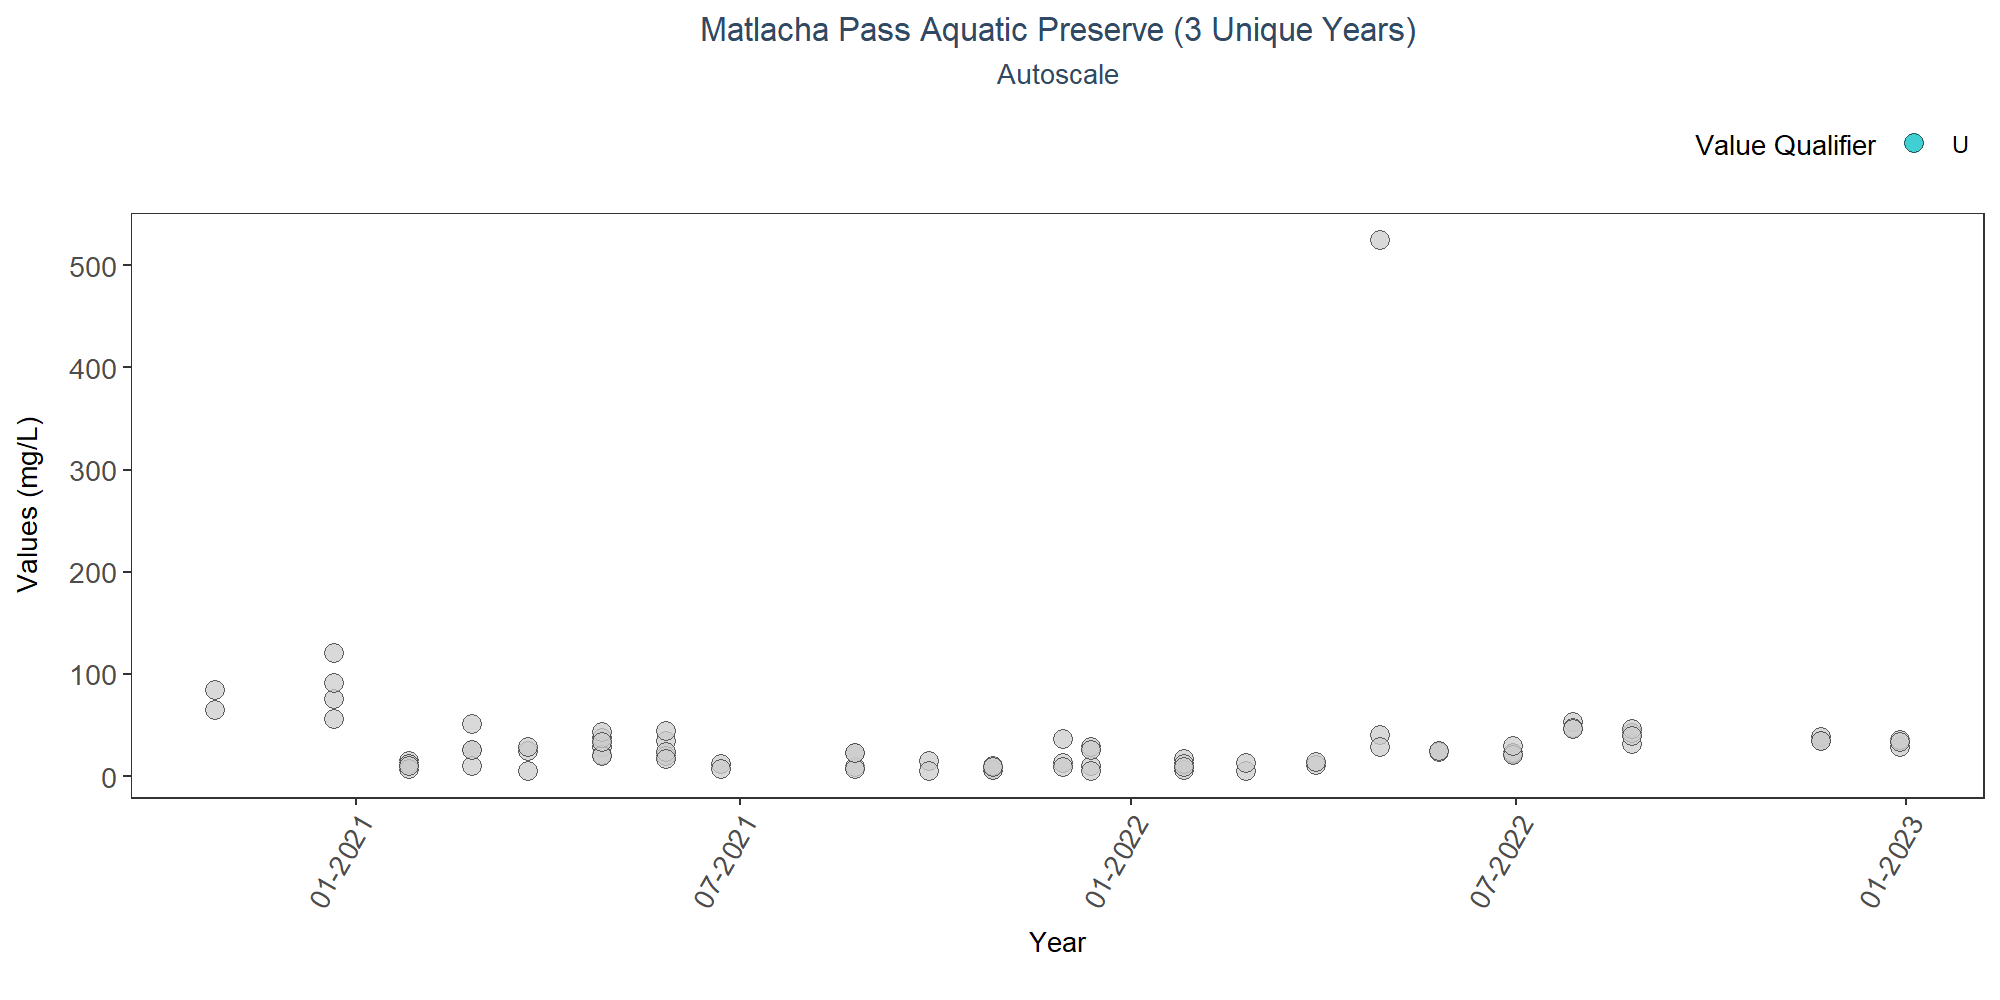 Matlacha Pass Aquatic Preserve (3 Unique Years)
Autoscale
Value Qualifier U
Values (mg/L)
500
400
300
200
100
0
01-2021 07-2021 01-2022 07-2022 01-2023
Year